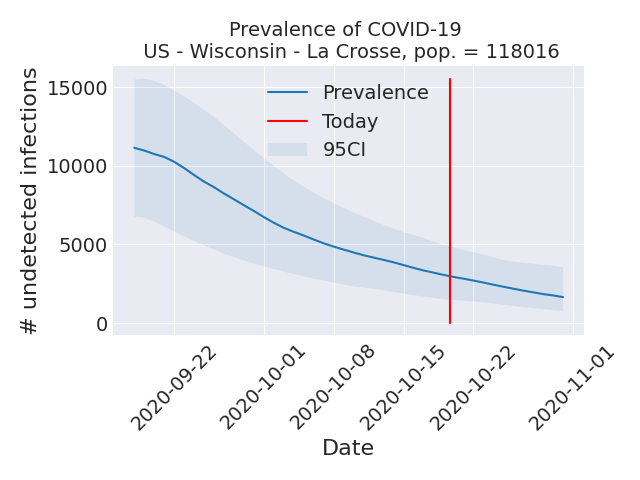 Prevalence of COVID-19
US - Wisconsin - La Crosse, pop. = 118016
# undetected infections
15000
10000
5000
0
Prevalence
Today
95CI
2020-09-22
2020-10-01
2020-10-08
2020-10-15
2020-10-22
2020-11-01
Date